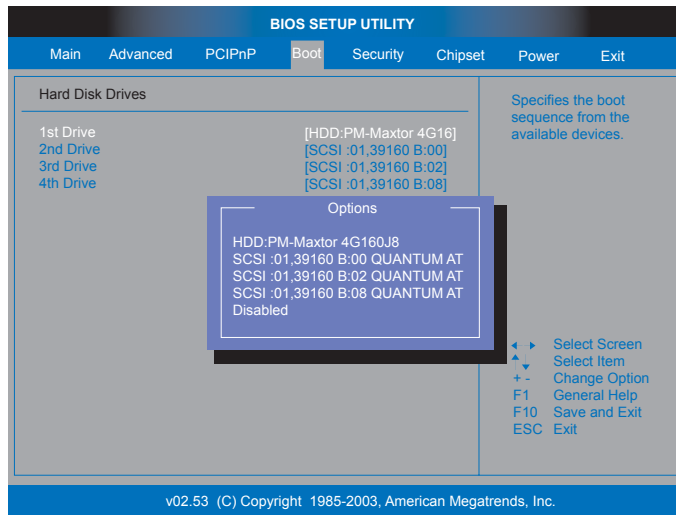 BIOS SETUP UTILITY
Main Advanced PCIPnP Boot Security Chipset Power Exit
Hard Disk Drives
1st Drive [HDD:PM-Maxtor 4G16]
2nd Drive [SCSI :01,39160 B:00]
3rd Drive [SCSI :01,39160 B:02]
4th Drive [SCSI :01,39160 B:08]
Options
HDD:PM-Maxtor 4G160J8
SCSI :01,39160 B:00 QUANTUM AT
SCSI :01,39160 B:02 QUANTUM AT
SCSI :01,39160 B:08 QUANTUM AT
Disabled
Specifies the boot
sequence from the
available devices.
Select Screen
Select Item
+ - Change Option
F1 General Help
F10 Save and Exit
ESC Exit
v02.53 (C) Copyright 1985-2003, American Megatrends, Inc.